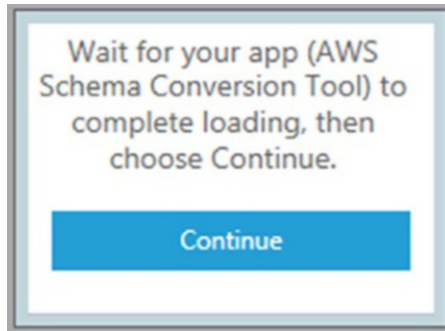 Wait for your app (AWS
Schema Conversion Tool) to
complete loading, then
choose Continue.
Continue